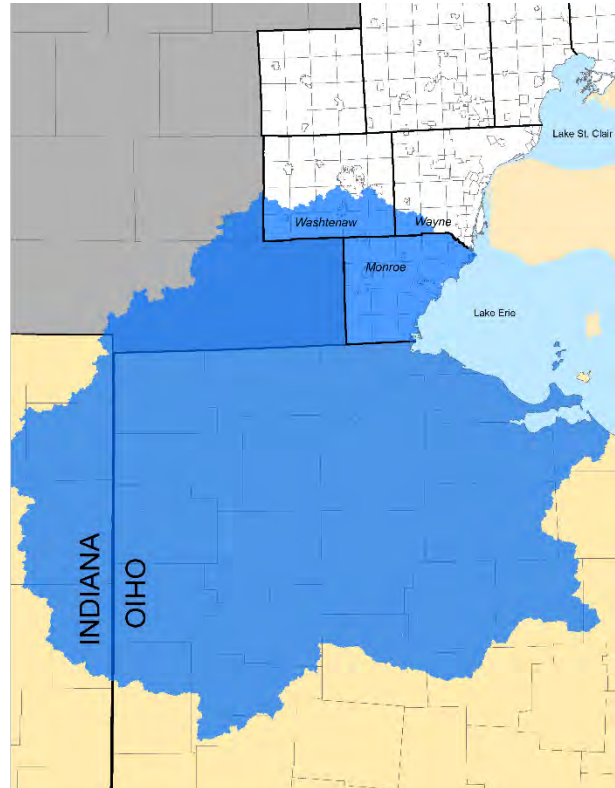 Lake St. Clair
Washtenaw
Wayne
Monroe
Lake Erie
INDIANA
OIHO